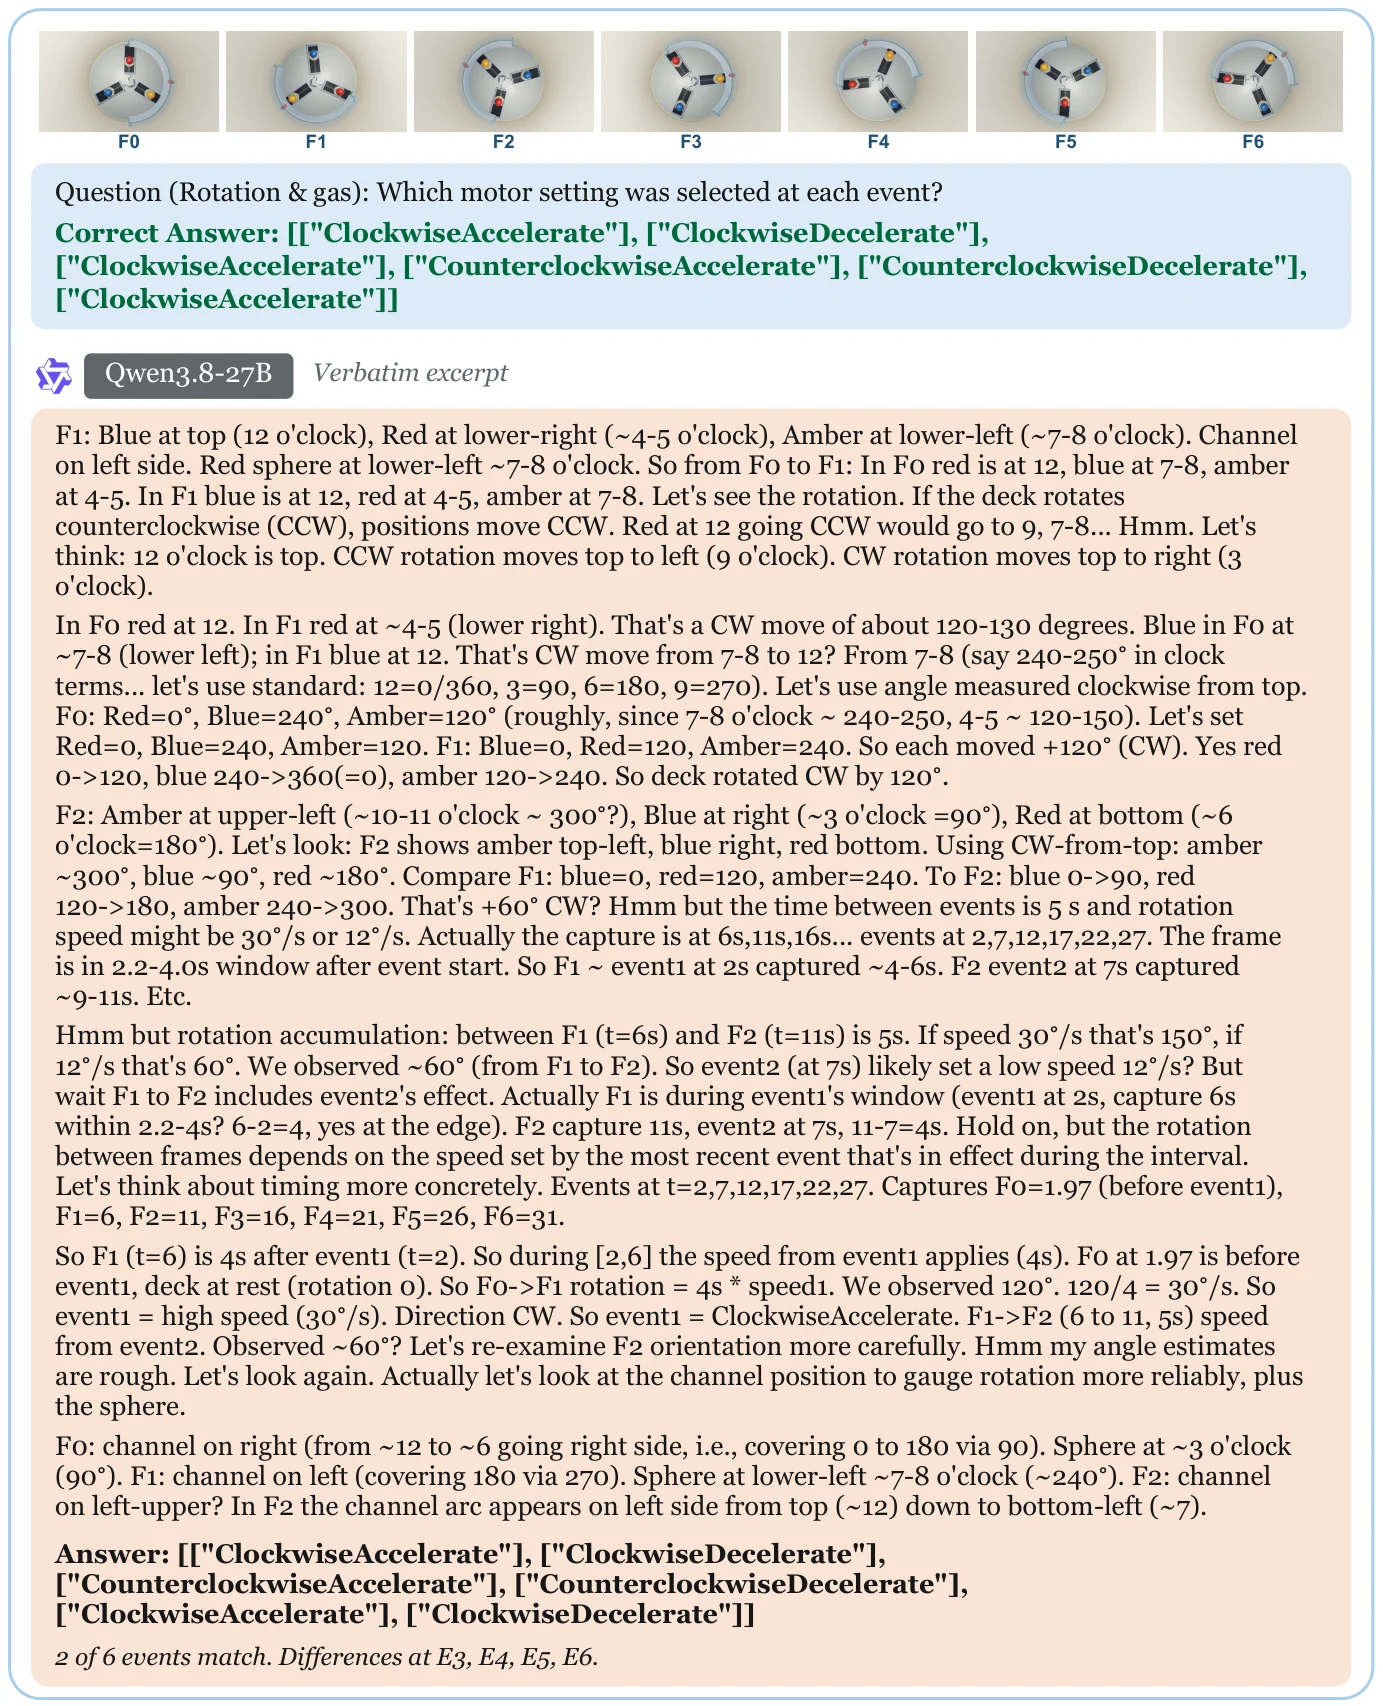 F0 F1 F2 F3 F4 F5 F6
Question (Rotation & gas): Which motor setting was selected at each event?
Correct Answer: [["ClockwiseAccelerate"], ["ClockwiseDecelerate"],
["ClockwiseAccelerate"], ["CounterclockwiseAccelerate"], ["CounterclockwiseDecelerate"],
["ClockwiseAccelerate"]]
Qwen3.8-27B Verbatim excerpt
F1: Blue at top (12 o'clock), Red at lower-right (~4-5 o'clock), Amber at lower-left (~7-8 o'clock). Channel
on left side. Red sphere at lower-left ~7-8 o'clock. So from F0 to F1: In F0 red is at 12, blue at 7-8, amber
at 4-5. In F1 blue is at 12, red at 4-5, amber at 7-8. Let's see the rotation. If the deck rotates
counterclockwise (CCW), positions move CCW. Red at 12 going CCW would go to 9, 7-8... Hmm. Let's
think: 12 o'clock is top. CCW rotation moves top to left (9 o'clock). CW rotation moves top to right (3
o'clock).
In F0 red at 12. In F1 red at ~4-5 (lower right). That's a CW move of about 120-130 degrees. Blue in F0 at
~7-8 (lower left); in F1 blue at 12. That's CW move from 7-8 to 12? From 7-8 (say 240-250° in clock
terms... let's use standard: 12=0/360, 3=90, 6=180, 9=270). Let's use angle measured clockwise from top.
F0: Red=0°, Blue=240°, Amber=120° (roughly, since 7-8 o'clock ~ 240-250, 4-5 ~ 120-150). Let's set
Red=0, Blue=240, Amber=120. F1: Blue=0, Red=120, Amber=240. So each moved +120° (CW). Yes red
0->120, blue 240->360(=0), amber 120->240. So deck rotated CW by 120°.
F2: Amber at upper-left (~10-11 o'clock ~ 300°?), Blue at right (~3 o'clock =90°), Red at bottom (~6
o'clock=180°). Let's look: F2 shows amber top-left, blue right, red bottom. Using CW-from-top: amber
~300°, blue ~90°, red ~180°. Compare F1: blue=0, red=120, amber=240. To F2: blue 0->90, red
120->180, amber 240->300. That's +60° CW? Hmm but the time between events is 5 s and rotation
speed might be 30°/s or 12°/s. Actually the capture is at 6s,11s,16s... events at 2,7,12,17,22,27. The frame
is in 2.2-4.0s window after event start. So F1 ~ event1 at 2s captured ~4-6s. F2 event2 at 7s captured
~9-11s. Etc.
Hmm but rotation accumulation: between F1 (t=6s) and F2 (t=11s) is 5s. If speed 30°/s that's 150°, if
12°/s that's 60°. We observed ~60° (from F1 to F2). So event2 (at 7s) likely set a low speed 12°/s? But
wait F1 to F2 includes event2's effect. Actually F1 is during event1's window (event1 at 2s, capture 6s
within 2.2-4s? 6-2=4, yes at the edge). F2 capture 11s, event2 at 7s, 11-7=4s. Hold on, but the rotation
between frames depends on the speed set by the most recent event that's in effect during the interval.
Let's think about timing more concretely. Events at t=2,7,12,17,22,27. Captures F0=1.97 (before event1),
F1=6, F2=11, F3=16, F4=21, F5=26, F6=31.
So F1 (t=6) is 4s after event1 (t=2). So during [2,6] the speed from event1 applies (4s). F0 at 1.97 is before
event1, deck at rest (rotation 0). So F0->F1 rotation = 4s * speed1. We observed 120°. 120/4 = 30°/s. So
event1 = high speed (30°/s). Direction CW. So event1 = ClockwiseAccelerate. F1->F2 (6 to 11, 5s) speed
from event2. Observed ~60°? Let's re-examine F2 orientation more carefully. Hmm my angle estimates
are rough. Let's look again. Actually let's look at the channel position to gauge rotation more reliably, plus
the sphere.
F0: channel on right (from ~12 to ~6 going right side, i.e., covering 0 to 180 via 90). Sphere at ~3 o'clock
(90°). F1: channel on left (covering 180 via 270). Sphere at lower-left ~7-8 o'clock (~240°). F2: channel
on left-upper? In F2 the channel arc appears on left side from top (~12) down to bottom-left (~7).
Answer: [["ClockwiseAccelerate"], ["ClockwiseDecelerate"],
["CounterclockwiseAccelerate"], ["CounterclockwiseDecelerate"],
["ClockwiseAccelerate"], ["ClockwiseDecelerate"]]
2 of 6 events match. Differences at E3, E4, E5, E6.